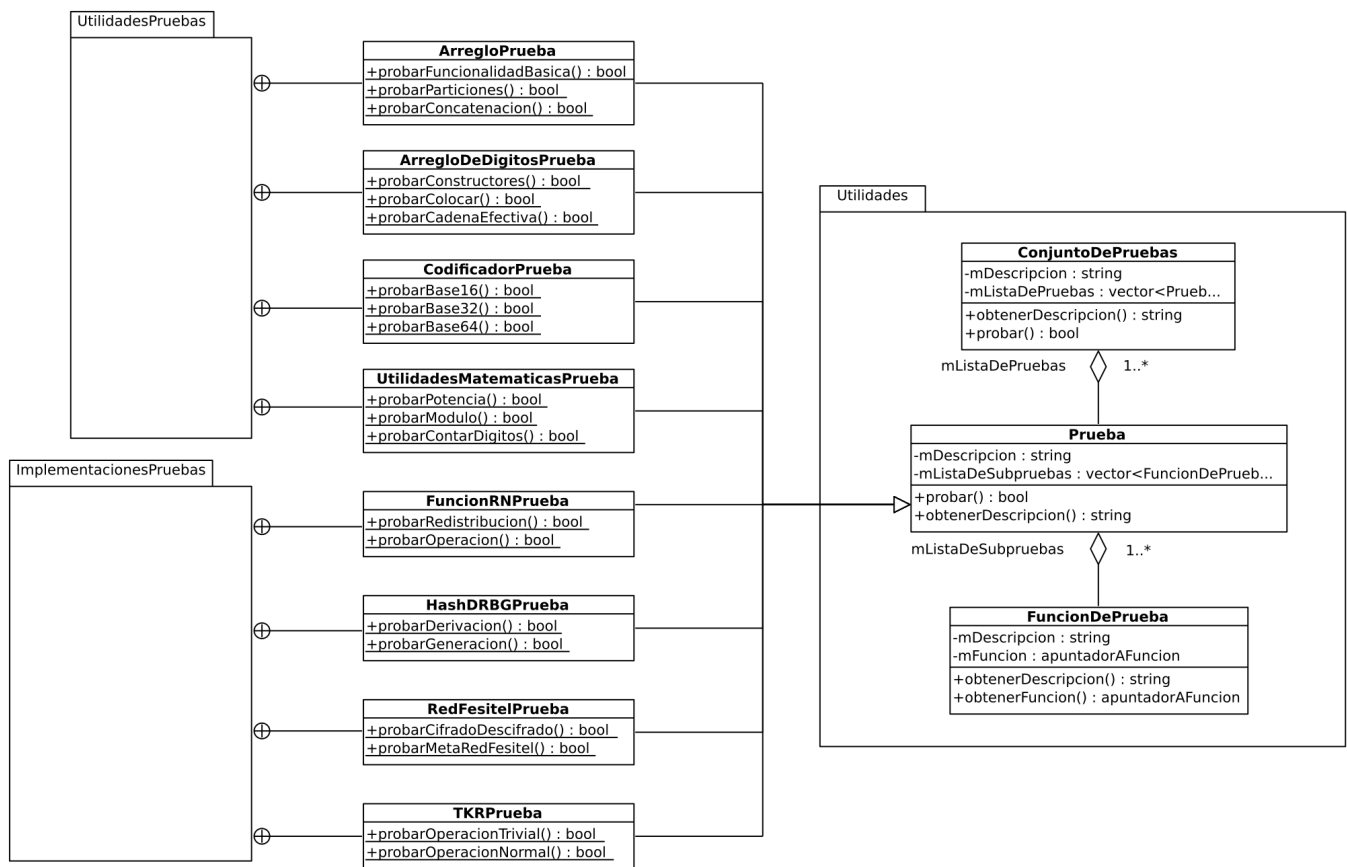 UtilidadesPruebas
ArregloPrueba
+probarFuncionalidadBasica() : bool
+probarParticiones() : bool
+probarConcatenacion() : bool
ArregloDeDigitosPrueba
+probarConstructores() : bool
+probarColocar() : bool
+probarCadenaEfectiva() : bool
CodificadorPrueba
+probarBase16() : bool
+probarBase32() : bool
+probarBase64() : bool
UtilidadesMatematicasPrueba
+probarPotencia() : bool
+probarModulo() : bool
+probarContarDigitos() : bool
ImplementacionesPruebas
FuncionRNPrueba
+probarRedistribucion() : bool
+probarOperacion() : bool
HashDRBGPrueba
+probarDerivacion() : bool
+probarGeneracion() : bool
RedFesitelPrueba
+probarCifradoDescifrado() : bool
+probarMetaRedFesitel() : bool
TKRPrueba
+probarOperacionTrivial() : bool
+probarOperacionNormal() : bool
Utilidades
ConjuntoDePruebas
-mDescripcion : string
-mListaDePruebas : vector<Prueb...
+obtenerDescripcion() : string
+probar() : bool
mListaDePruebas 1..*
Prueba
-mDescripcion : string
-mListaDeSubpruebas : vector<FuncionDePrueb...
+probar() : bool
+obtenerDescripcion() : string
mListaDeSubpruebas 1..*
FuncionDePrueba
-mDescripcion : string
-mFuncion : apuntadorAFuncion
+obtenerDescripcion() : string
+obtenerFuncion() : apuntadorAFuncion